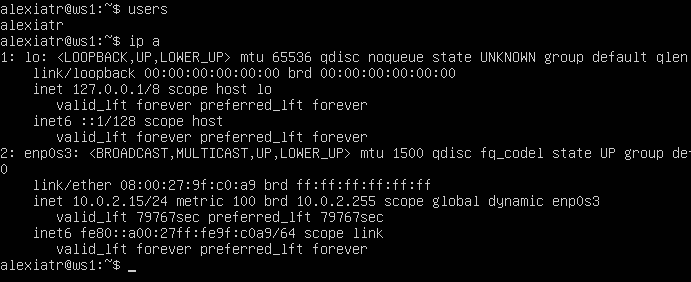 alexiatr@ws1:~$ users
alexiatr
alexiatr@ws1:~$ ip a
1: lo: <LOOPBACK,UP,LOWER_UP> mtu 65536 qdisc noqueue state UNKNOWN group default qlen
link/loopback 00:00:00:00:00:00 brd 00:00:00:00:00:00
inet 127.0.0.1/8 scope host lo
valid_lft forever preferred_lft forever
inet6 ::1/128 scope host
valid_lft forever preferred_lft forever
2: enp0s3: <BROADCAST,MULTICAST,UP,LOWER_UP> mtu 1500 qdisc fq_codel state UP group def
0
link/ether 08:00:27:9f:c0:a9 brd ff:ff:ff:ff:ff:ff
inet 10.0.2.15/24 metric 100 brd 10.0.2.255 scope global dynamic enp0s3
valid_lft 79767sec preferred_lft 79767sec
inet6 fe80::a00:27ff:fe9f:c0a9/64 scope link
valid_lft forever preferred_lft forever
alexiatr@ws1:~$ _